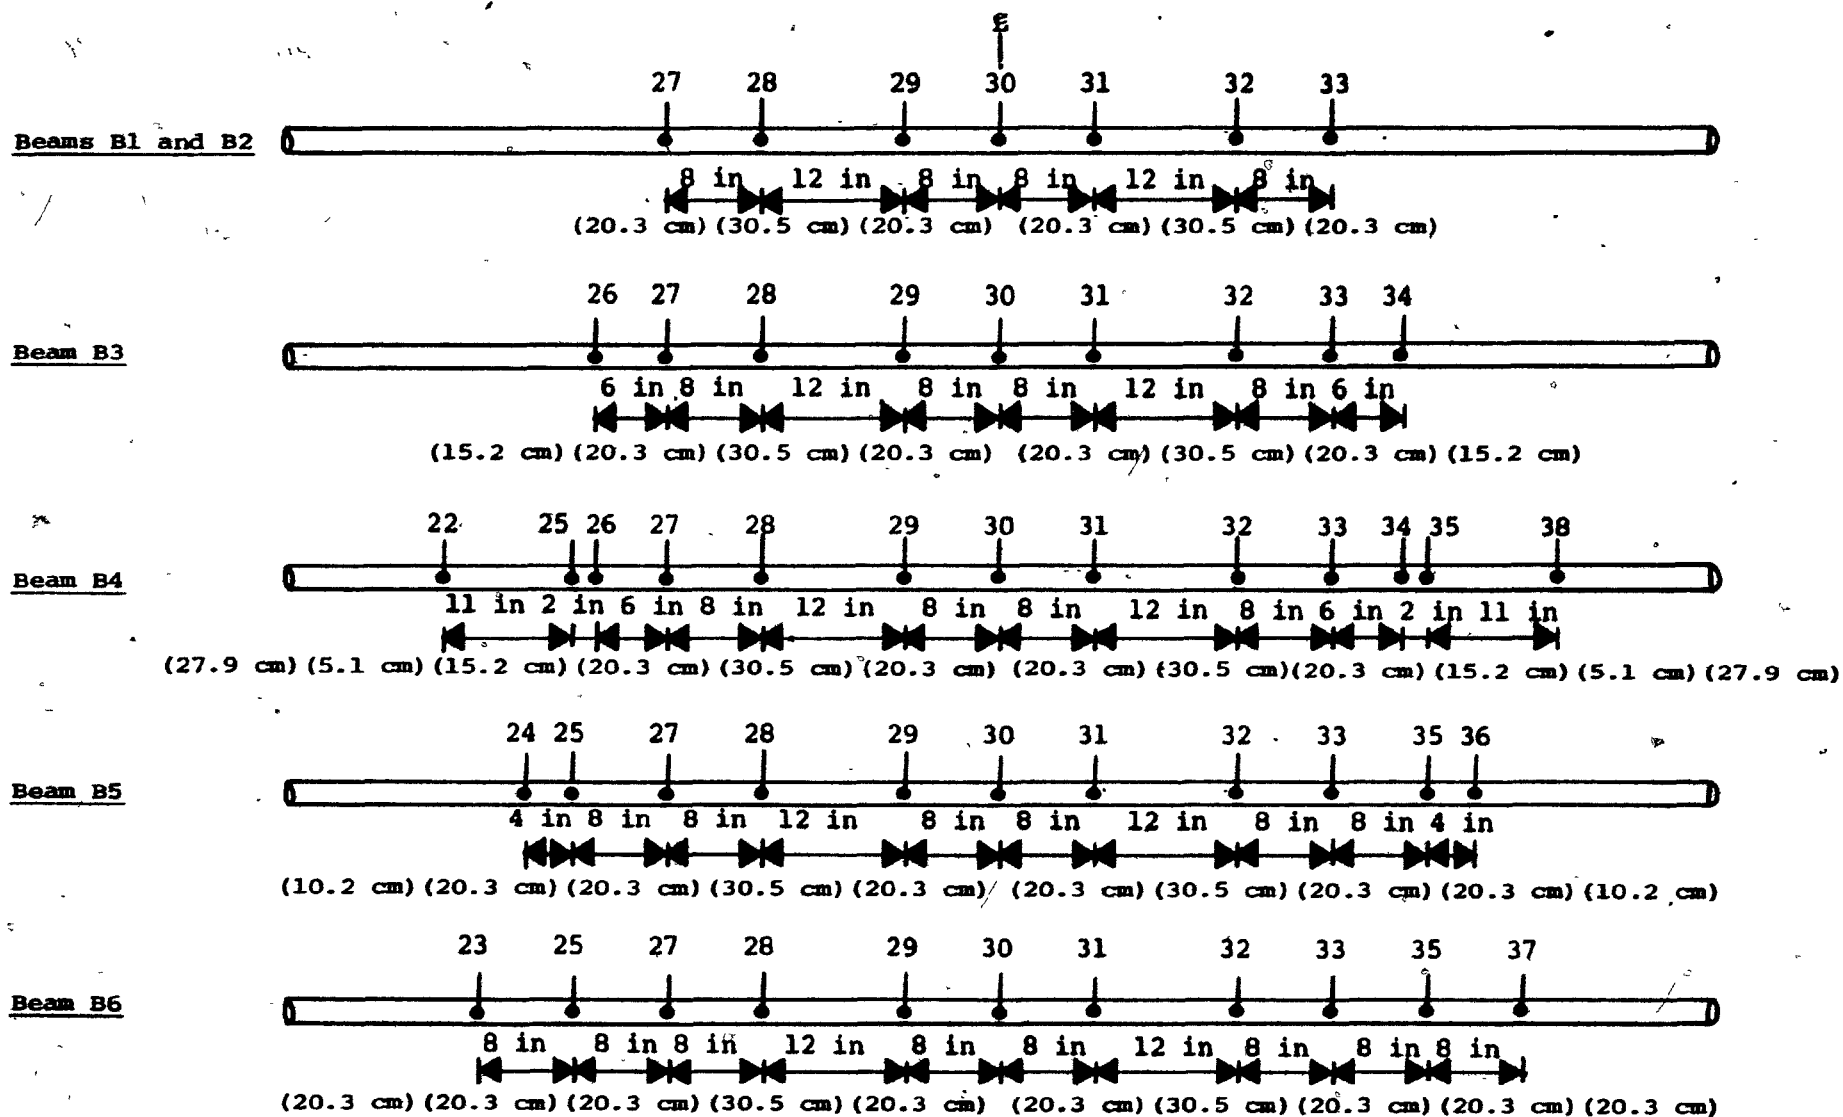 ℄
27 28 29 30 31 32 33
Beams B1 and B2
8 in 12 in 8 in 8 in 12 in 8 in
(20.3 cm) (30.5 cm) (20.3 cm) (20.3 cm) (30.5 cm) (20.3 cm)
26 27 28 29 30 31 32 33 34
Beam B3
6 in 8 in 12 in 8 in 8 in 12 in 8 in 6 in
(15.2 cm) (20.3 cm) (30.5 cm) (20.3 cm) (20.3 cm) (30.5 cm) (20.3 cm) (15.2 cm)
22 25 26 27 28 29 30 31 32 33 34 35 38
Beam B4
11 in 2 in 6 in 8 in 12 in 8 in 8 in 12 in 8 in 6 in 2 in 11 in
(27.9 cm) (5.1 cm) (15.2 cm) (20.3 cm) (30.5 cm) (20.3 cm) (20.3 cm) (30.5 cm) (20.3 cm) (15.2 cm) (5.1 cm) (27.9 cm)
24 25 27 28 29 30 31 32 33 35 36
Beam B5
4 in 8 in 8 in 12 in 8 in 8 in 12 in 8 in 8 in 4 in
(10.2 cm) (20.3 cm) (20.3 cm) (30.5 cm) (20.3 cm) (20.3 cm) (30.5 cm) (20.3 cm) (20.3 cm) (10.2 cm)
23 25 27 28 29 30 31 32 33 35 37
Beam B6
8 in 8 in 8 in 12 in 8 in 8 in 12 in 8 in 8 in 8 in
(20.3 cm) (20.3 cm) (20.3 cm) (30.5 cm) (20.3 cm) (20.3 cm) (30.5 cm) (20.3 cm) (20.3 cm) (20.3 cm)